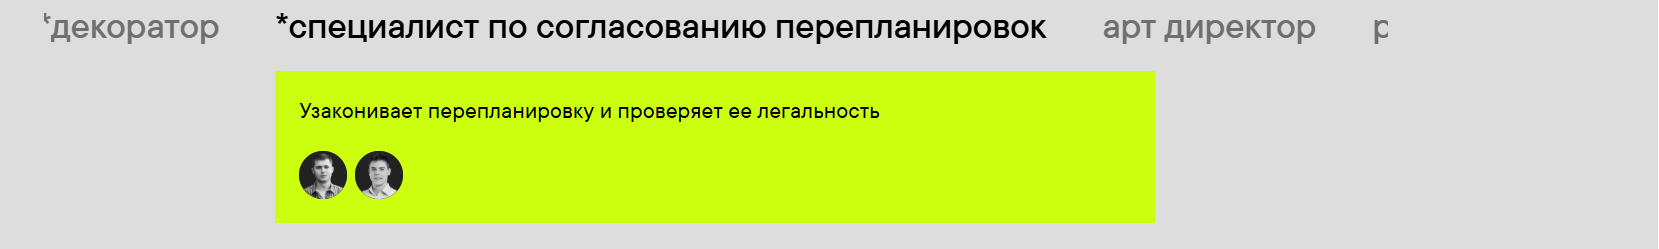 *декоратор *специалист по согласованию перепланировок арт директор
Узаконивает перепланировку и проверяет ее легальность